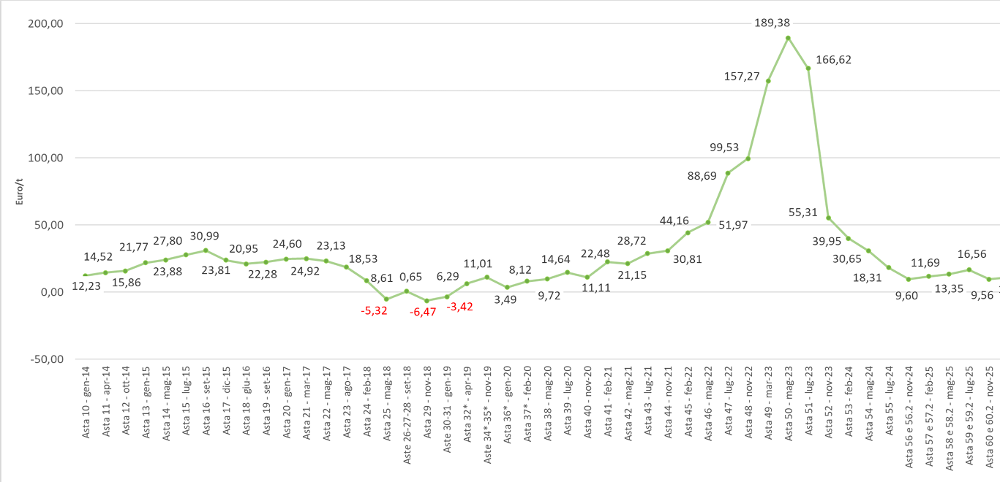 200,00
150,00
100,00
50,00
0,00
-50,00
Euro/t
12,23
14,52
15,86
21,77
23,88
27,80
30,99
23,81
20,95
22,28
24,60
24,92
23,13
18,53
8,61
-5,32
0,65
-6,47
-3,42
6,29
11,01
3,49
8,12
9,72
14,64
11,11
22,48
21,15
28,72
30,81
44,16
51,97
88,69
99,53
157,27
189,38
166,62
55,31
39,95
30,65
18,31
9,60
11,69
13,35
16,56
9,56
Asta 10 - gen-14
Asta 11 - apr-14
Asta 12 - ott-14
Asta 13 - gen-15
Asta 14 - mag-15
Asta 15 - lug-15
Asta 16 - set-15
Asta 17 - dic-15
Asta 18 - giu-16
Asta 19 - set-16
Asta 20 - gen-17
Asta 21 - mar-17
Asta 22 - mag-17
Asta 23 - ago-17
Asta 24 - feb-18
Asta 25 - mag-18
Aste 26-27-28 - set-18
Asta 29 - nov-18
Aste 30-31 - gen-19
Asta 32* - apr-19
Aste 34*-35* - nov-19
Asta 36* - gen-20
Asta 37* - feb-20
Asta 38 - mag-20
Asta 39 - lug-20
Asta 40 - nov-20
Asta 41 - feb-21
Asta 42 - mag-21
Asta 43 - lug-21
Asta 44 - nov-21
Asta 45 - feb-22
Asta 46 - mag-22
Asta 47 - lug-22
Asta 48 - nov-22
Asta 49 - mar-23
Asta 50 - mag-23
Asta 51 - lug-23
Asta 52 - nov-23
Asta 53 - feb-24
Asta 54 - mag-24
Asta 55 - lug-24
Asta 56 e 56.2 - nov-24
Asta 57 e 57.2 - feb-25
Asta 58 e 58.2 - mag-25
Asta 59 e 59.2 - lug-25
Asta 60 e 60.2 - nov-25